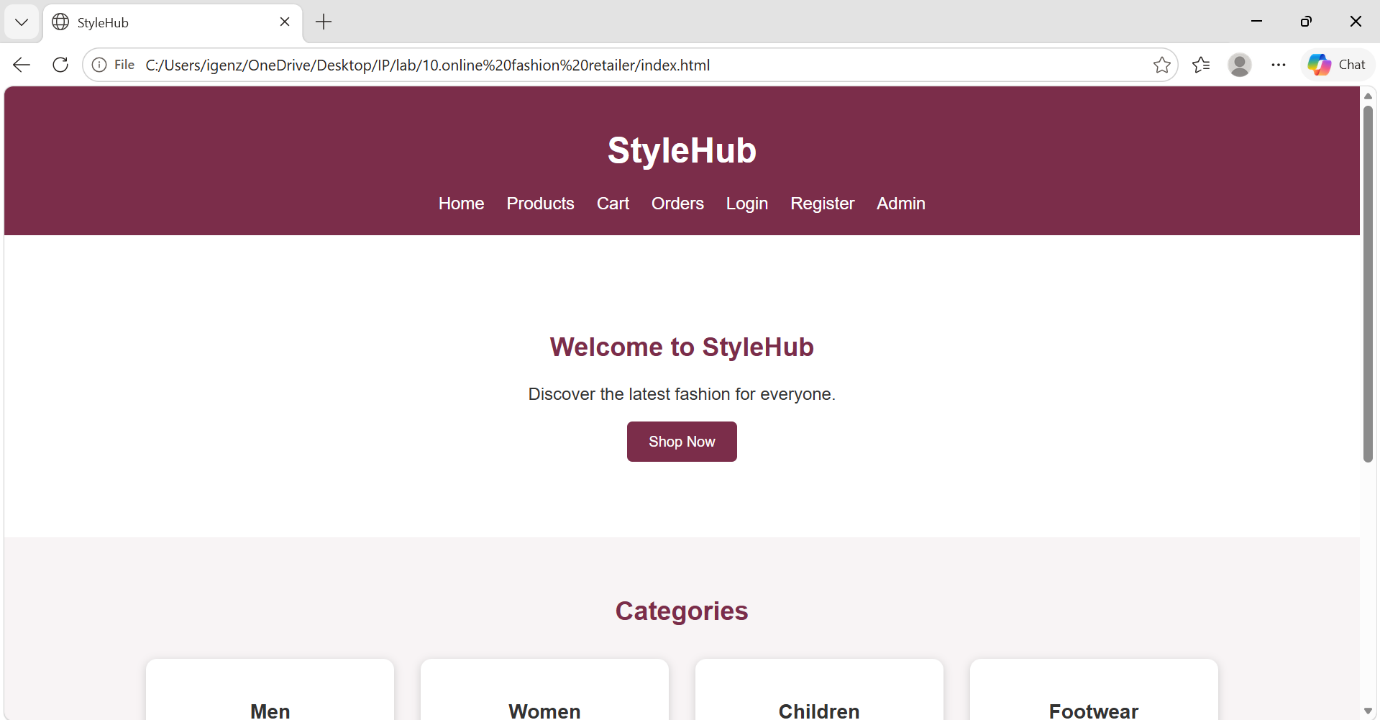 StyleHub
File C:/Users/igenz/OneDrive/Desktop/IP/lab/10.online%20fashion%20retailer/index.html
Chat
StyleHub
Home Products Cart Orders Login Register Admin
Welcome to StyleHub
Discover the latest fashion for everyone.
Shop Now
Categories
Men Women Children Footwear